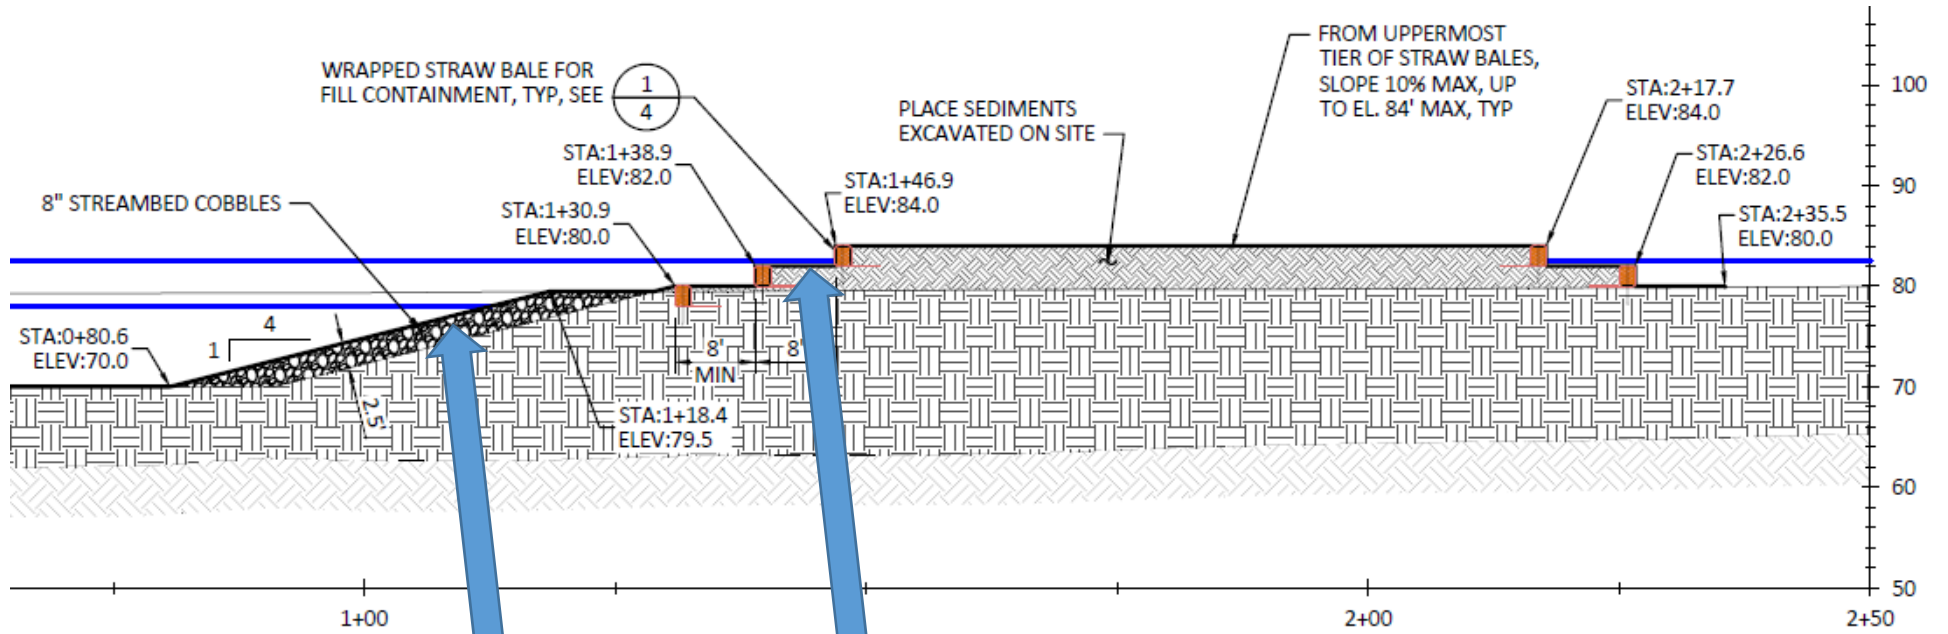 WRAPPED STRAW BALE FOR
FILL CONTAINMENT, TYP, SEE
1
4
FROM UPPERMOST
TIER OF STRAW BALES,
SLOPE 10% MAX, UP
TO EL. 84' MAX, TYP
PLACE SEDIMENTS
EXCAVATED ON SITE
STA:2+17.7
ELEV:84.0
STA:1+38.9
ELEV:82.0
STA:2+26.6
ELEV:82.0
8" STREAMBED COBBLES
STA:1+30.9
ELEV:80.0
STA:1+46.9
ELEV:84.0
STA:2+35.5
ELEV:80.0
STA:0+80.6
ELEV:70.0
1
4
2.5'
8'
MIN
8'
STA:1+18.4
ELEV:79.5
100
90
80
70
60
50
1+00
2+00
2+50